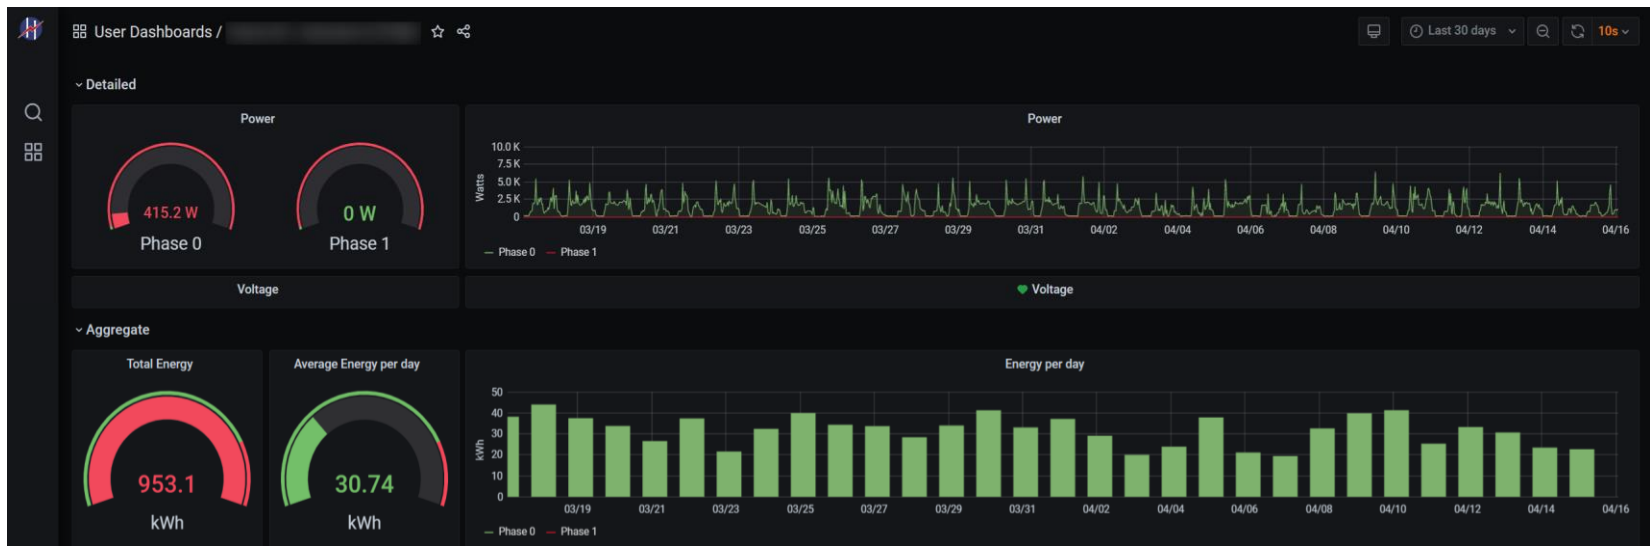 User Dashboards /
Last 30 days
10s
Detailed
Power
415.2 W
Phase 0
0 W
Phase 1
Power
Watts
10.0 K
7.5 K
5.0 K
2.5 K
0
03/19 03/21 03/23 03/25 03/27 03/29 03/31 04/02 04/04 04/06 04/08 04/10 04/12 04/14 04/16
Phase 0 Phase 1
Voltage
Voltage
Aggregate
Total Energy
953.1
kWh
Average Energy per day
30.74
kWh
Energy per day
kWh
50
40
30
20
10
0
03/19 03/21 03/23 03/25 03/27 03/29 03/31 04/02 04/04 04/06 04/08 04/10 04/12 04/14 04/16
Phase 0 Phase 1